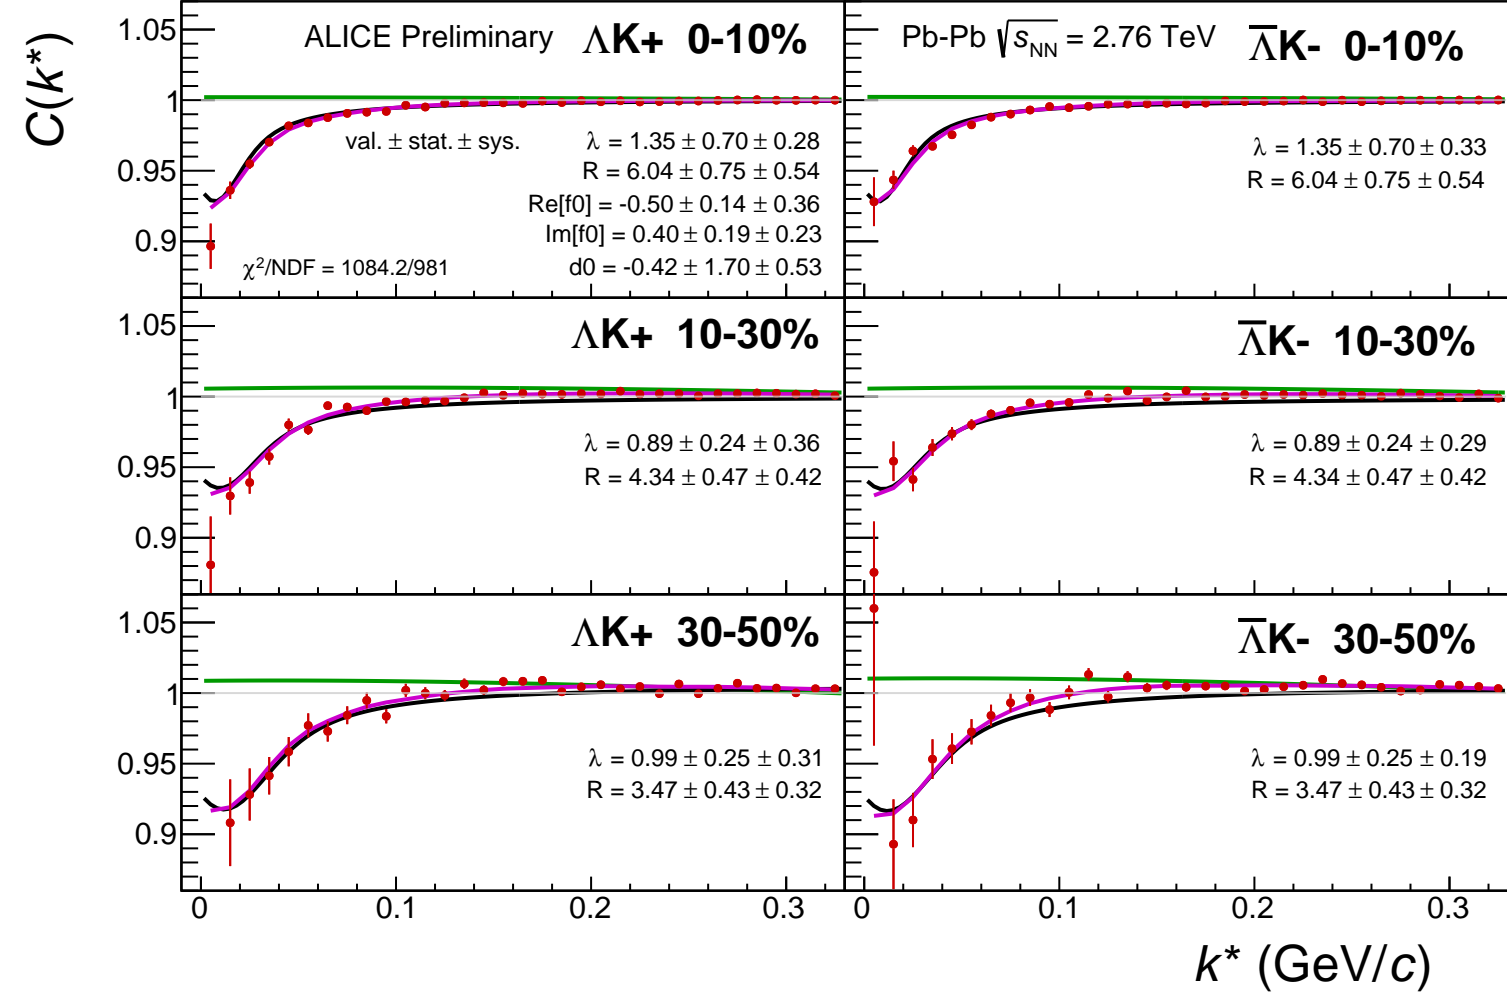 C(k*)
ALICE Preliminary ΛK+ 0-10%
val. ± stat. ± sys.
λ = 1.35 ± 0.70 ± 0.28
R = 6.04 ± 0.75 ± 0.54
Re[f0] = -0.50 ± 0.14 ± 0.36
Im[f0] = 0.40 ± 0.19 ± 0.23
χ²/NDF = 1084.2/981
d0 = -0.42 ± 1.70 ± 0.53
1.05
1
0.95
0.9
Pb-Pb √sNN = 2.76 TeV Λ̅K- 0-10%
λ = 1.35 ± 0.70 ± 0.33
R = 6.04 ± 0.75 ± 0.54
ΛK+ 10-30%
λ = 0.89 ± 0.24 ± 0.36
R = 4.34 ± 0.47 ± 0.42
1.05
1
0.95
0.9
Λ̅K- 10-30%
λ = 0.89 ± 0.24 ± 0.29
R = 4.34 ± 0.47 ± 0.42
ΛK+ 30-50%
λ = 0.99 ± 0.25 ± 0.31
R = 3.47 ± 0.43 ± 0.32
1.05
1
0.95
0.9
Λ̅K- 30-50%
λ = 0.99 ± 0.25 ± 0.19
R = 3.47 ± 0.43 ± 0.32
0 0.1 0.2 0.3
0 0.1 0.2 0.3
k* (GeV/c)